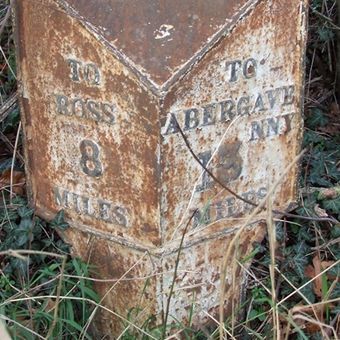 TO
ROSS
8
MILES
TO
ABERGAVE
NNY
MILES